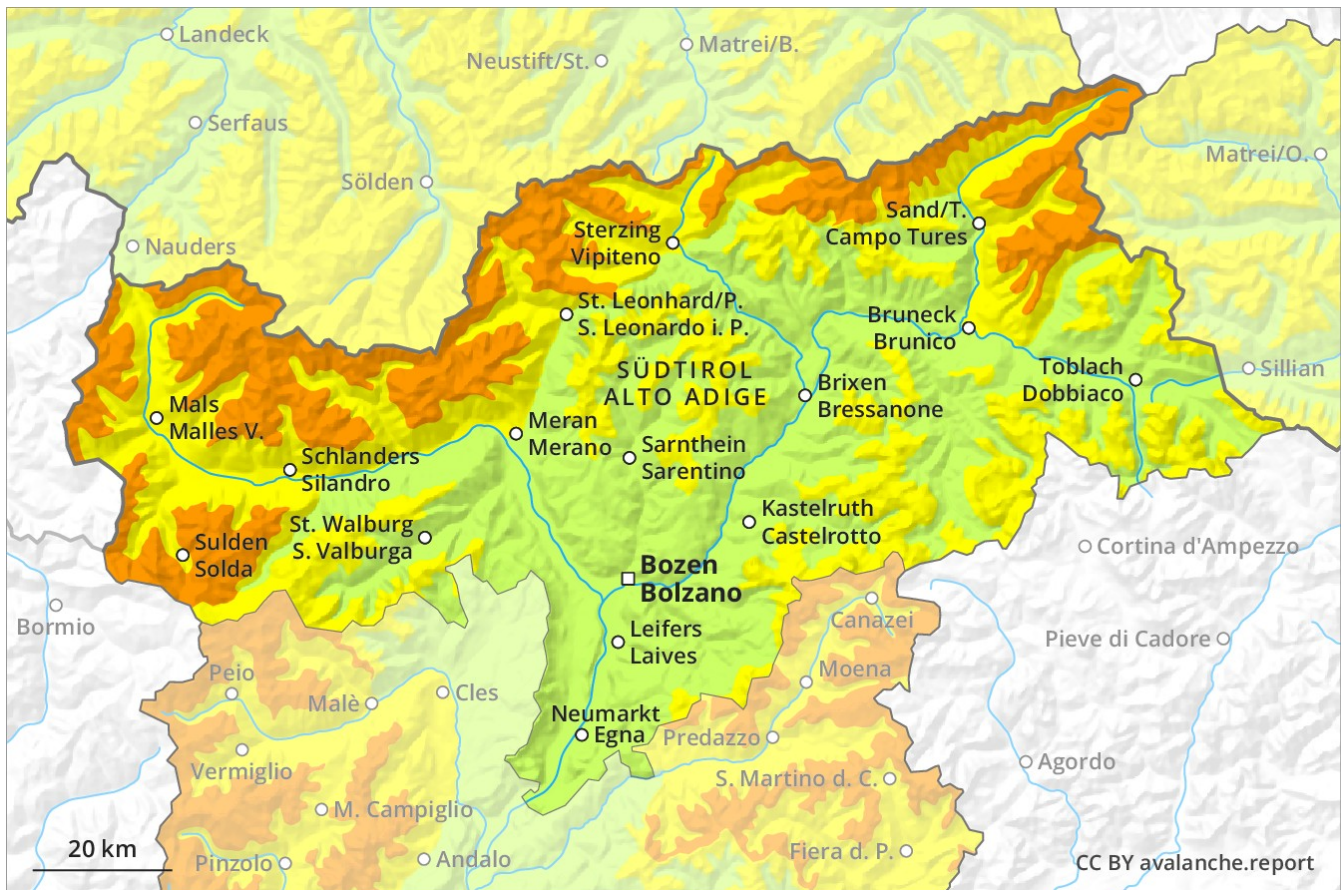 Landeck
Matrei/B.
Neustift/St.
Serfaus
Matrei/O.
Sölden
Sand/T.
Campo Tures
Sterzing
Vipiteno
Nauders
St. Leonhard/P.
S. Leonardo i. P.
Bruneck
Brunico
SÜDTIROL
ALTO ADIGE
Toblach
Dobbiaco
Sillian
Brixen
Bressanone
Mals
Malles V.
Meran
Merano
Sarnthein
Sarentino
Schlanders
Silandro
Kastelruth
Castelrotto
St. Walburg
S. Valburga
Sulden
Solda
Cortina d'Ampezzo
Bozen
Bolzano
Bormio
Canazei
Leifers
Laives
Pieve di Cadore
Peio
Moena
Malè
Cles
Neumarkt
Egna
Predazzo
Vermiglio
Agordo
S. Martino d. C.
M. Campiglio
20 km
Pinzolo
Andalo
Fiera d. P.
CC BY avalanche.report